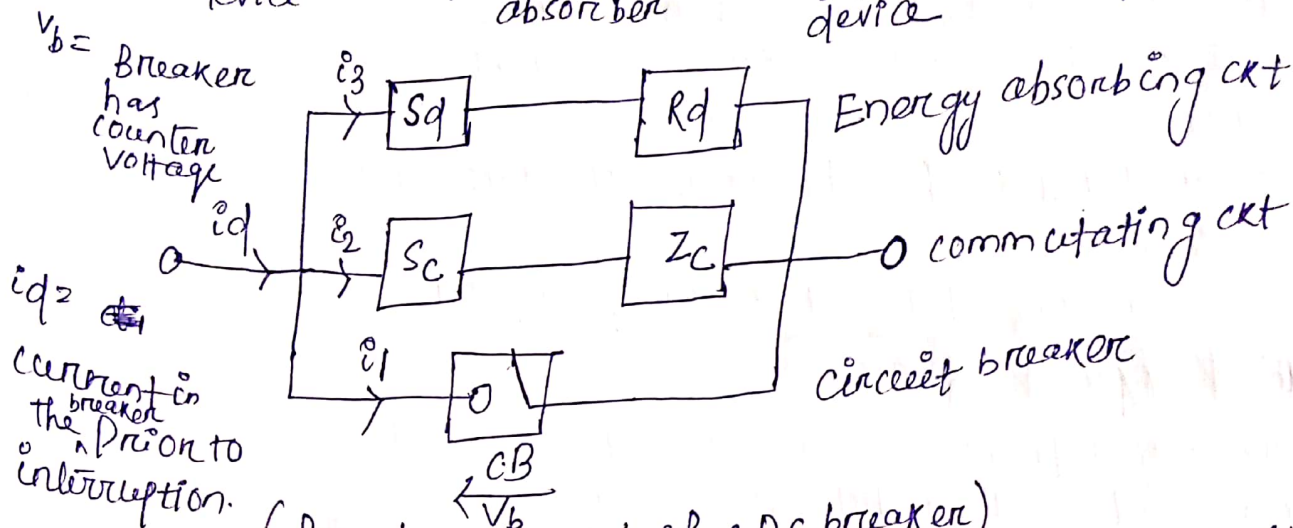 absorber
device
Vb =
Breaker
has
counter
voltage
i3
Sd
Rd
Energy absorbing ckt
id
i2
Sc
Zc
commutating ckt
id =
current in
the breaker prior to
interruption.
i1
circuit breaker
CB
Vb
DC breaker)